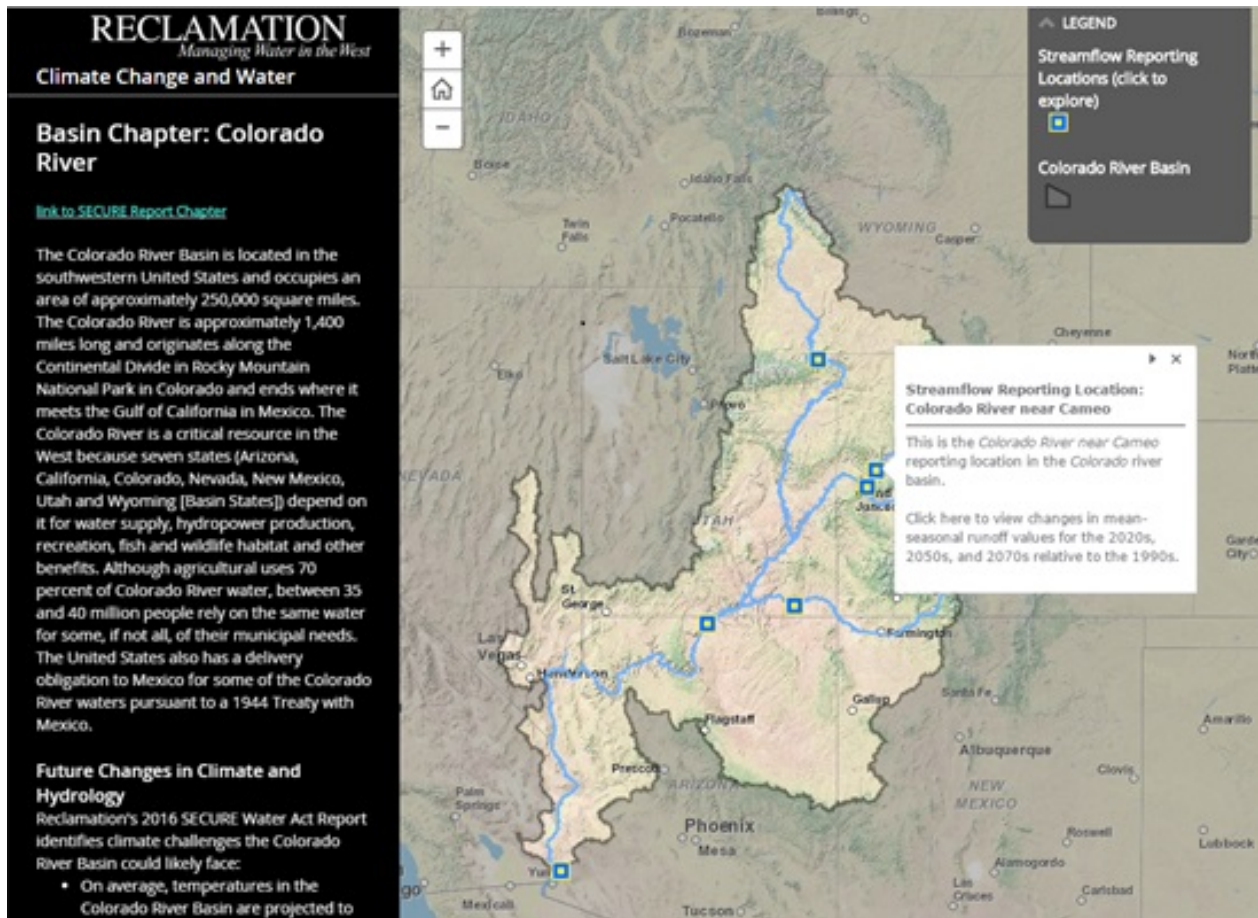 RECLAMATION
Managing Water in the West
Climate Change and Water
Basin Chapter: Colorado
River
link to SECURE Report Chapter
The Colorado River Basin is located in the
southwestern United States and occupies an
area of approximately 250,000 square miles.
The Colorado River is approximately 1,400
miles long and originates along the
Continental Divide in Rocky Mountain
National Park in Colorado and ends where it
meets the Gulf of California in Mexico. The
Colorado River is a critical resource in the
West because seven states (Arizona,
California, Colorado, Nevada, New Mexico,
Utah and Wyoming [Basin States]) depend on
it for water supply, hydropower production,
recreation, fish and wildlife habitat and other
benefits. Although agricultural uses 70
percent of Colorado River water, between 35
and 40 million people rely on the same water
for some, if not all, of their municipal needs.
The United States also has a delivery
obligation to Mexico for some of the Colorado
River waters pursuant to a 1944 Treaty with
Mexico.
Future Changes in Climate and
Hydrology
Reclamation's 2016 SECURE Water Act Report
identifies climate challenges the Colorado
River Basin could likely face:
• On average, temperatures in the
Colorado River Basin are projected to
LEGEND
Streamflow Reporting
Locations (click to
explore)
Colorado River Basin
Streamflow Reporting Location:
Colorado River near Cameo
This is the Colorado River near Cameo
reporting location in the Colorado river
basin.
Click here to view changes in mean-
seasonal runoff values for the 2020s,
2050s, and 2070s relative to the 1990s.
Billings
Bozeman
IDAHO
Boise
Idaho Falls
Pocatello
Twin
Falls
WYOMING
Casper
Cheyenne
North
Platte
Salt Lake City
Elko
Provo
NEVADA
UTAH
Garden
City
St.
George
Las
Vegas
Henderson
Farmington
Gallup
Santa Fe
Flagstaff
Albuquerque
Amarillo
Clovis
Prescott
ARIZONA
NEW
MEXICO
Palm
Springs
Phoenix
Mesa
Roswell
Lubbock
Alamogordo
Las
Cruces
Carlsbad
Mexicali
Tucson